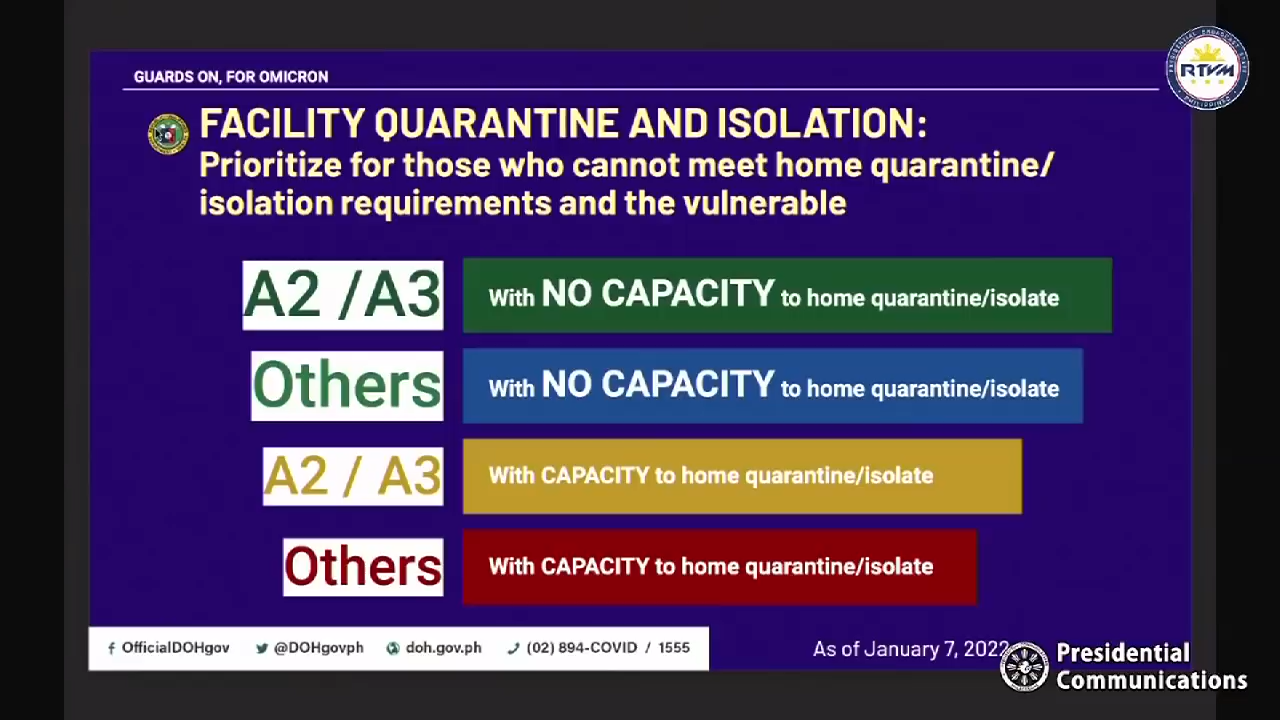 GUARDS ON, FOR OMICRON
RTVM
FACILITY QUARANTINE AND ISOLATION:
Prioritize for those who cannot meet home quarantine/
isolation requirements and the vulnerable
A2 /A3
With NO CAPACITY to home quarantine/isolate
Others
With NO CAPACITY to home quarantine/isolate
A2 / A3
With CAPACITY to home quarantine/isolate
Others
With CAPACITY to home quarantine/isolate
OfficialDOHgov @DOHgovph doh.gov.ph (02) 894-COVID / 1555
As of January 7, 2022
Presidential
Communications